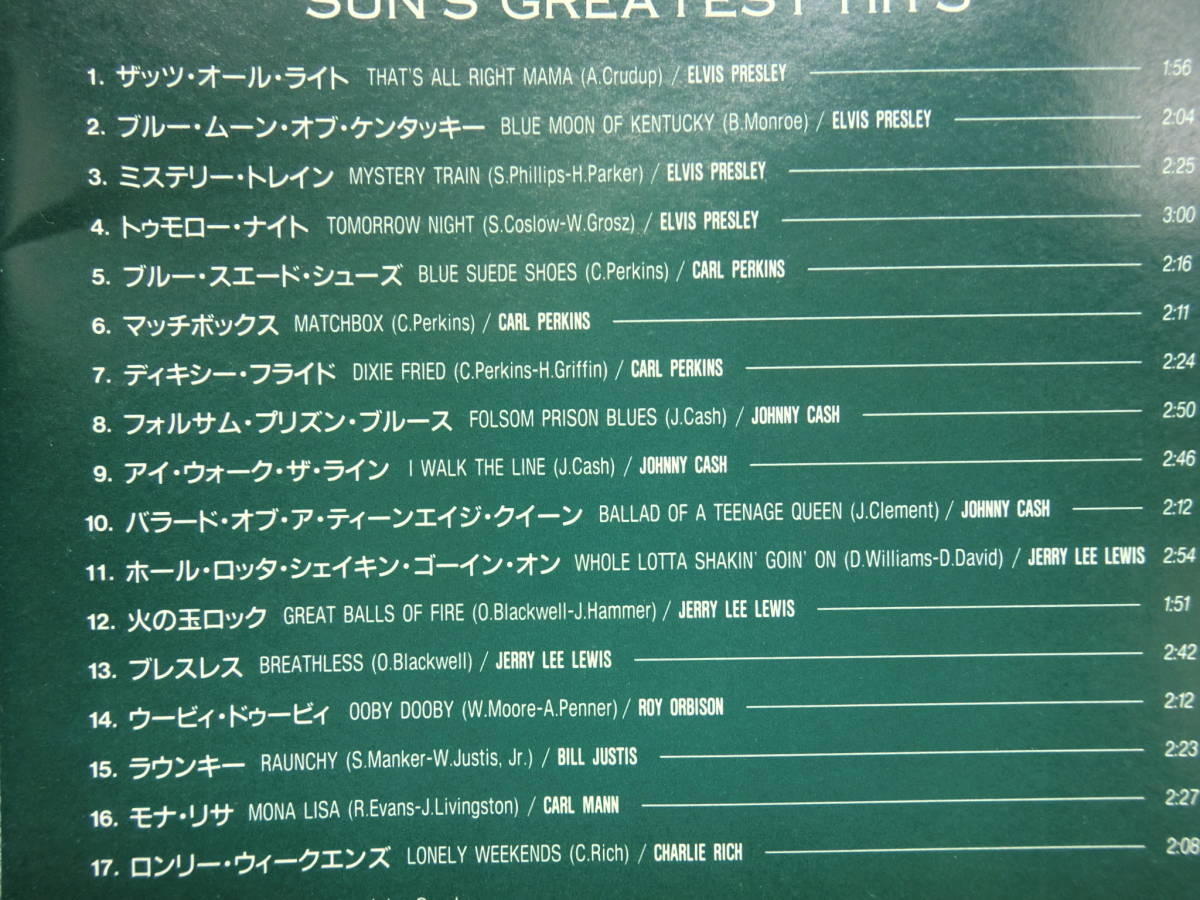 SUN'S GREATEST HITS
1. ザッツ・オール・ライト THAT'S ALL RIGHT MAMA (A.Crudup) / ELVIS PRESLEY 1:56
2. ブルー・ムーン・オブ・ケンタッキー BLUE MOON OF KENTUCKY (B.Monroe) / ELVIS PRESLEY 2:04
3. ミステリー・トレイン MYSTERY TRAIN (S.Phillips-H.Parker) / ELVIS PRESLEY 2:25
4. トゥモロー・ナイト TOMORROW NIGHT (S.Coslow-W.Grosz) / ELVIS PRESLEY 3:00
5. ブルー・スエード・シューズ BLUE SUEDE SHOES (C.Perkins) / CARL PERKINS 2:16
6. マッチボックス MATCHBOX (C.Perkins) / CARL PERKINS 2:11
7. ディキシー・フライド DIXIE FRIED (C.Perkins-H.Griffin) / CARL PERKINS 2:24
8. フォルサム・プリズン・ブルース FOLSOM PRISON BLUES (J.Cash) / JOHNNY CASH 2:50
9. アイ・ウォーク・ザ・ライン I WALK THE LINE (J.Cash) / JOHNNY CASH 2:46
10. バラード・オブ・ア・ティーンエイジ・クイーン BALLAD OF A TEENAGE QUEEN (J.Clement) / JOHNNY CASH 2:12
11. ホール・ロッタ・シェイキン・ゴーイン・オン WHOLE LOTTA SHAKIN' GOIN' ON (D.Williams-D.David) / JERRY LEE LEWIS 2:54
12. 火の玉ロック GREAT BALLS OF FIRE (O.Blackwell-J.Hammer) / JERRY LEE LEWIS 1:51
13. ブレスレス BREATHLESS (O.Blackwell) / JERRY LEE LEWIS 2:42
14. ウービィ・ドゥービィ OOBY DOOBY (W.Moore-A.Penner) / ROY ORBISON 2:12
15. ラウンキー RAUNCHY (S.Manker-W.Justis, Jr.) / BILL JUSTIS 2:23
16. モナ・リサ MONA LISA (R.Evans-J.Livingston) / CARL MANN 2:27
17. ロンリー・ウィークエンズ LONELY WEEKENDS (C.Rich) / CHARLIE RICH 2:08